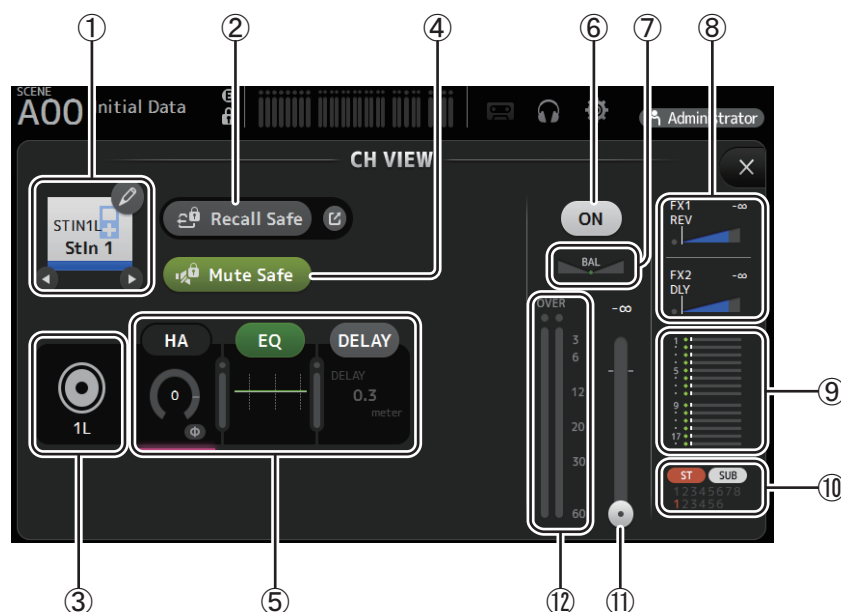 ① ② ④ ⑥ ⑦ ⑧
SCENE
A00 Initial Data
Administrator
CH VIEW
STIN1L
StIn 1
Recall Safe
Mute Safe
HA EQ DELAY
0
Φ
DELAY
0.3
meter
1L
ON
BAL
OVER
-∞
3
6
12
20
30
60
FX1 -∞
REV
FX2 -∞
DLY
1
5
9
17
ST SUB
12345678
123456
⑨
⑩
③ ⑤ ⑫ ⑪